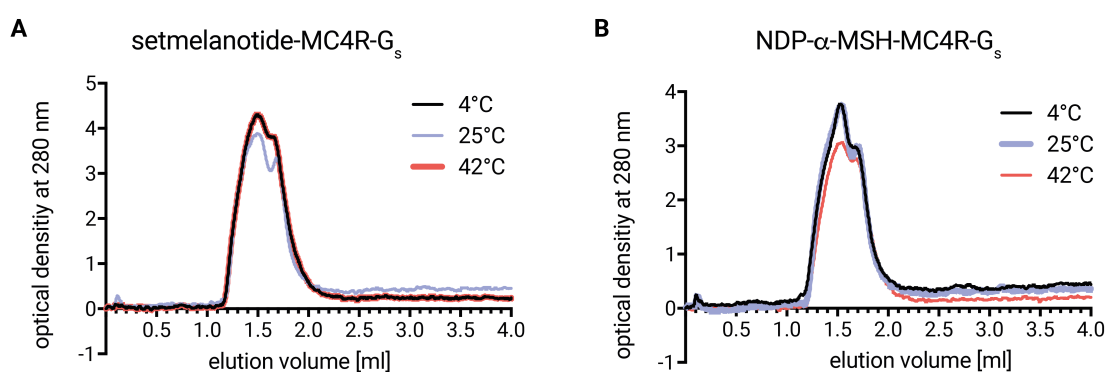 A
setmelanotide-MC4R-Gs
optical densitiy at 280 nm
5
4
3
2
1
0
-1
0.5 1.0 1.5 2.0 2.5 3.0 3.5 4.0
elution volume [ml]
4°C
25°C
42°C
B
NDP-α-MSH-MC4R-Gs
optical densitiy at 280 nm
4
3
2
1
0
-1
0.5 1.0 1.5 2.0 2.5 3.0 3.5 4.0
elution volume [ml]
4°C
25°C
42°C